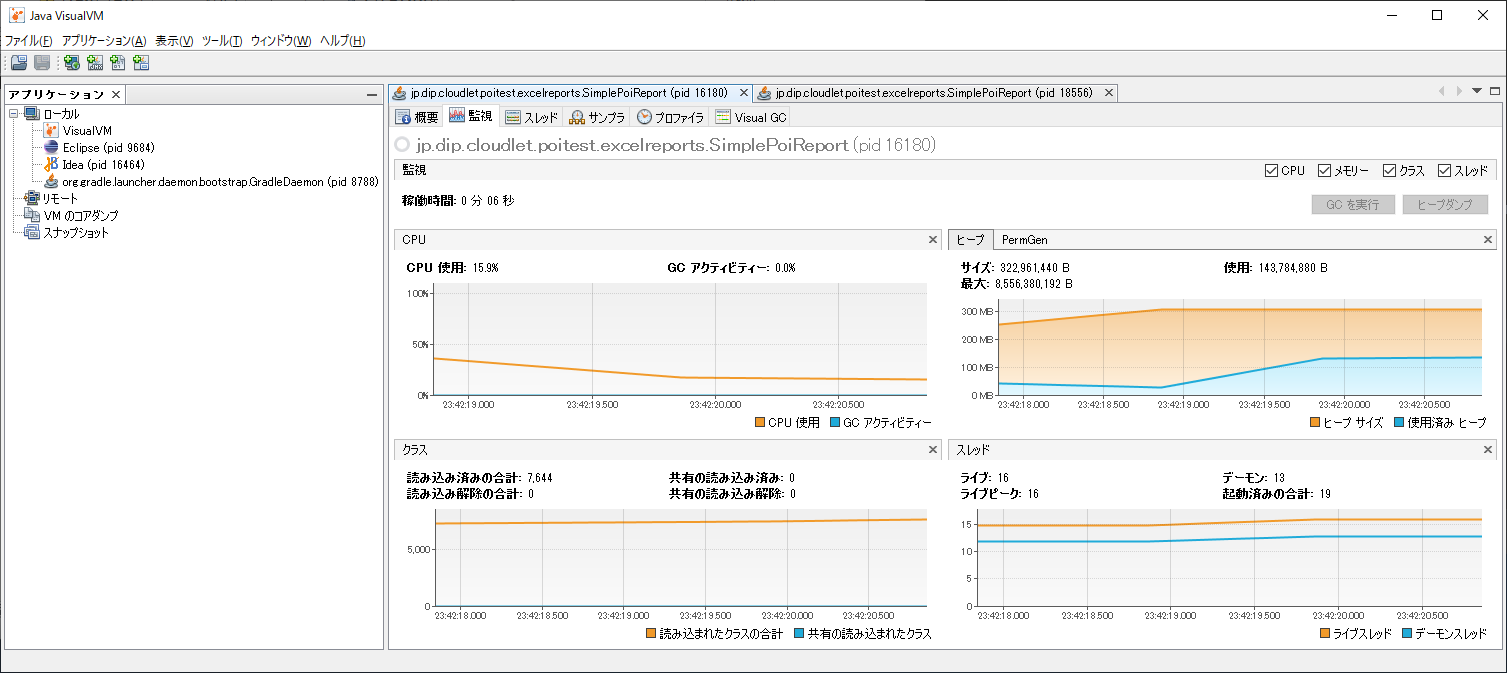 Java VisualVM
ファイル(F) アプリケーション(A) 表示(V) ツール(T) ウィンドウ(W) ヘルプ(H)
アプリケーション
ローカル
VisualVM
Eclipse (pid 9684)
Idea (pid 16464)
org.gradle.launcher.daemon.bootstrap.GradleDaemon (pid 8788)
リモート
VM のコアダンプ
スナップショット
jp.dip.cloudlet.poitest.excelreports.SimplePoiReport (pid 16180) jp.dip.cloudlet.poitest.excelreports.SimplePoiReport (pid 18556)
概要 監視 スレッド サンプラ プロファイラ Visual GC
jp.dip.cloudlet.poitest.excelreports.SimplePoiReport (pid 16180)
監視 CPU メモリー クラス スレッド
稼働時間: 0 分 06 秒
GC を実行 ヒープダンプ
CPU
CPU 使用: 15.9% GC アクティビティー: 0.0%
100%
50%
0%
23:42:19.000 23:42:19.500 23:42:20.000 23:42:20.500
CPU 使用 GC アクティビティー
ヒープ PermGen
サイズ: 322,961,440 B 使用: 143,784,880 B
最大: 8,556,380,192 B
300 MB
200 MB
100 MB
0 MB
23:42:18.000 23:42:18.500 23:42:19.000 23:42:19.500 23:42:20.000 23:42:20.500
ヒープ サイズ 使用済み ヒープ
クラス
読み込み済みの合計: 7,644 共有の読み込み済み: 0
読み込み解除の合計: 0 共有の読み込み解除: 0
5,000
0
23:42:18.000 23:42:18.500 23:42:19.000 23:42:19.500 23:42:20.000 23:42:20.500
読み込まれたクラスの合計 共有の読み込まれたクラス
スレッド
ライブ: 16 デーモン: 13
ライブピーク: 16 起動済みの合計: 19
15
10
5
0
23:42:18.000 23:42:18.500 23:42:19.000 23:42:19.500 23:42:20.000 23:42:20.500
ライブスレッド デーモンスレッド